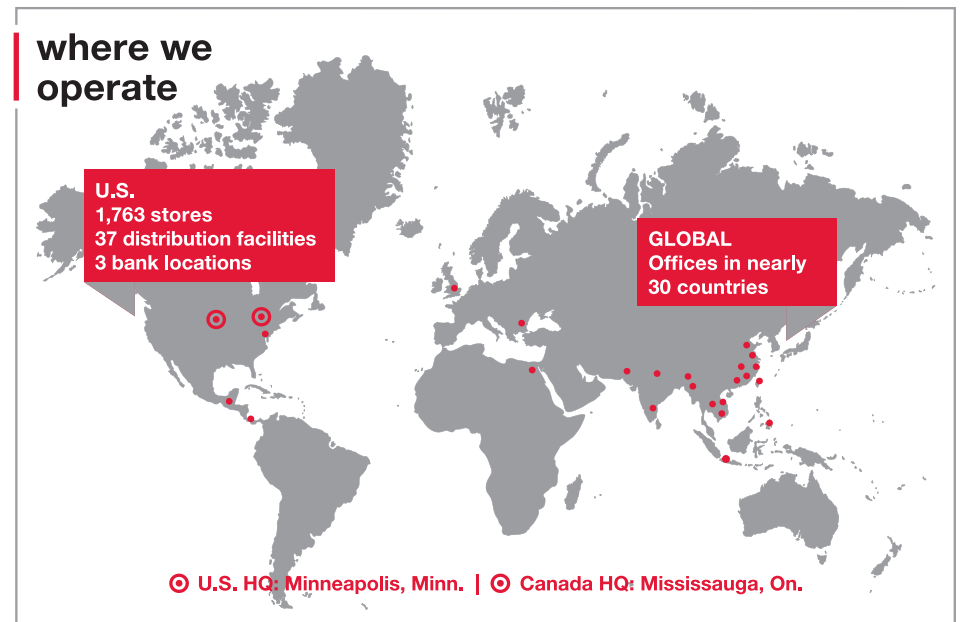 where we
operate
U.S.
1,763 stores
37 distribution facilities
3 bank locations
GLOBAL
Offices in nearly
30 countries
U.S. HQ: Minneapolis, Minn. | Canada HQ: Mississauga, On.